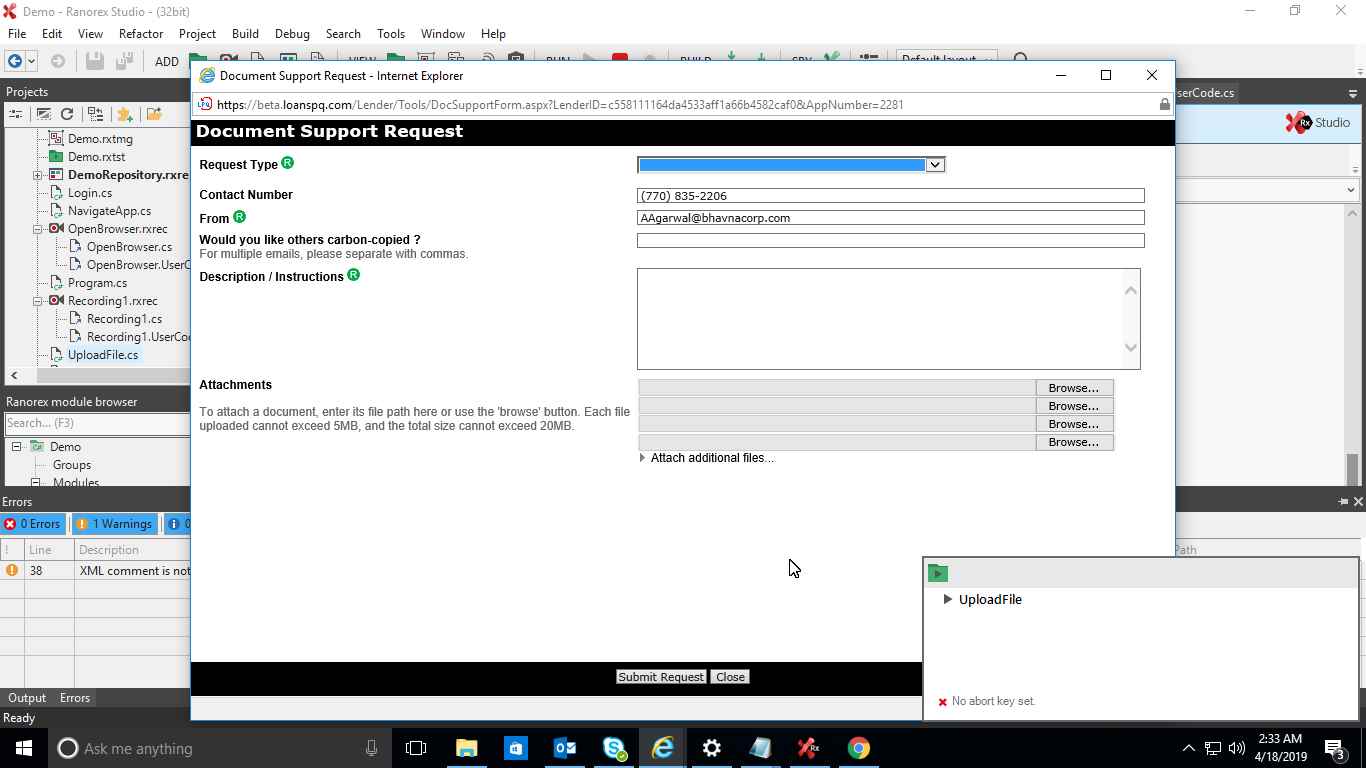 Demo - Ranorex Studio - (32bit)
File Edit View Refactor Project Build Debug Search Tools Window Help
ADD
Default layout
Projects
Demo.rxtmg
Demo.rxtst
DemoRepository.rxre
Login.cs
NavigateApp.cs
OpenBrowser.rxrec
OpenBrowser.cs
OpenBrowser.UserC
Program.cs
Recording1.rxrec
Recording1.cs
Recording1.UserCo
UploadFile.cs
Ranorex module browser
Search... (F3)
Demo
Groups
Modules
serCode.cs
Rx Studio
Document Support Request - Internet Explorer
https://beta.loanspq.com/Lender/Tools/DocSupportForm.aspx?LenderID=c558111164da4533aff1a66b4582caf0&AppNumber=2281
Document Support Request
Request Type R
Contact Number
(770) 835-2206
From R
AAgarwal@bhavnacorp.com
Would you like others carbon-copied ?
For multiple emails, please separate with commas.
Description / Instructions R
Attachments
To attach a document, enter its file path here or use the 'browse' button. Each file
uploaded cannot exceed 5MB, and the total size cannot exceed 20MB.
Browse...
Browse...
Browse...
Browse...
Attach additional files...
Submit Request Close
Errors
0 Errors 1 Warnings 0
! Line Description Path
38 XML comment is not
Output Errors
Ready
UploadFile
No abort key set.
Ask me anything
2:33 AM
4/18/2019
3